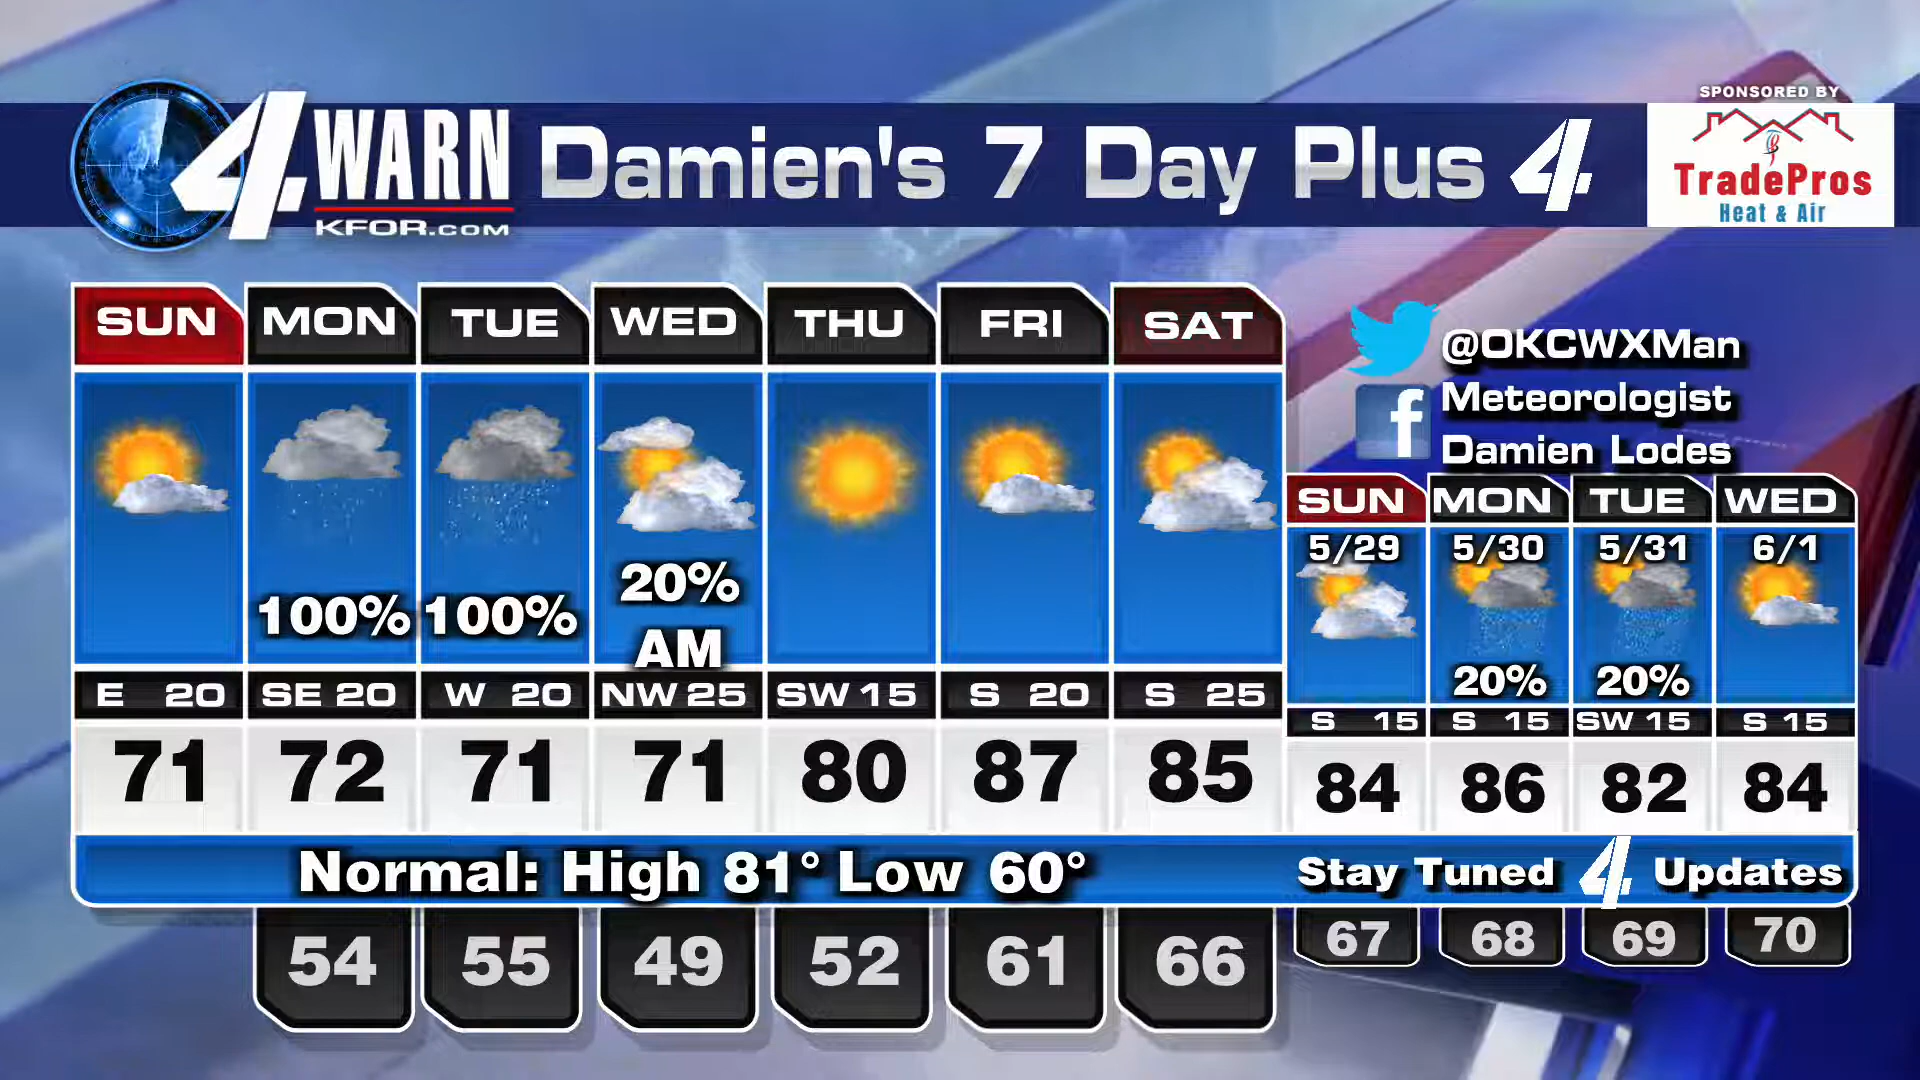 SPONSORED BY
4WARN
KFOR.COM
Damien's 7 Day Plus 4
TradePros
Heat & Air
@OKCWXMan
f Meteorologist
Damien Lodes
SUN MON TUE WED THU FRI SAT
100% 100% 20% AM
E 20 SE 20 W 20 NW 25 SW 15 S 20 S 25
71 72 71 71 80 87 85
SUN MON TUE WED
5/29 5/30 5/31 6/1
20% 20%
S 15 S 15 SW 15 S 15
84 86 82 84
Normal: High 81° Low 60°
Stay Tuned 4 Updates
54 55 49 52 61 66
67 68 69 70